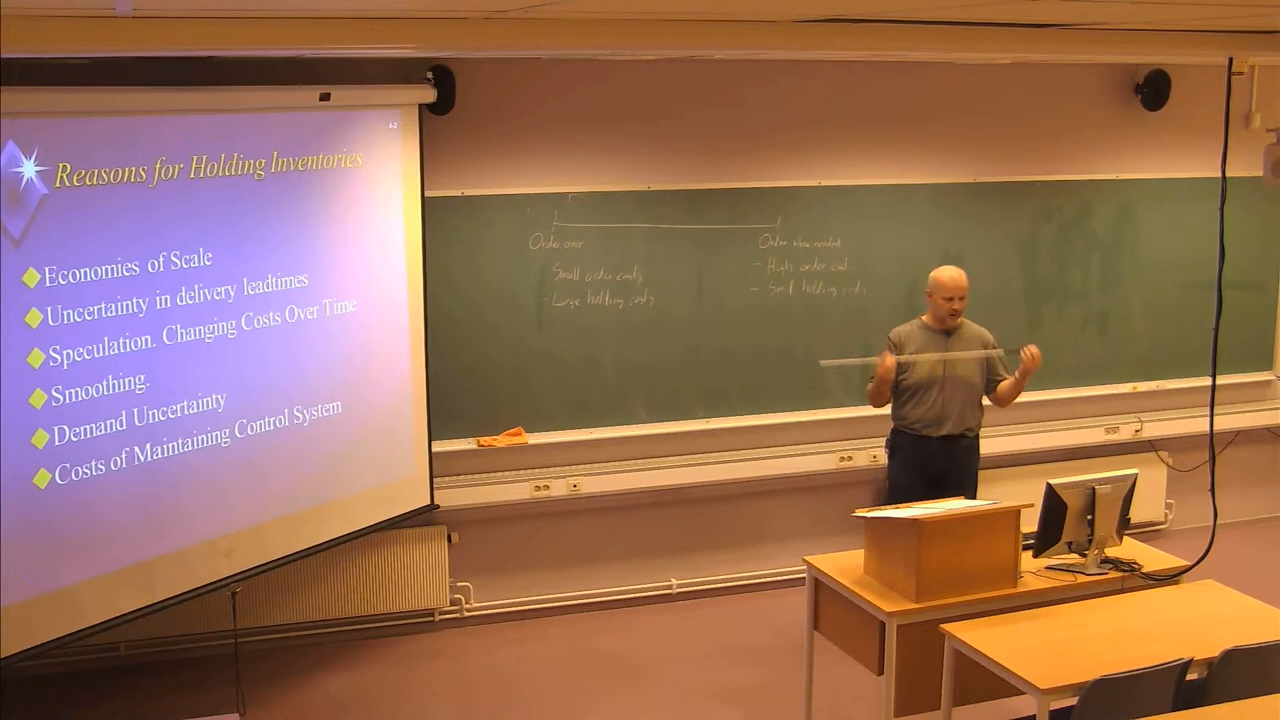 4-2
Reasons for Holding Inventories
Economies of Scale
Uncertainty in delivery leadtimes
Speculation. Changing Costs Over Time
Smoothing.
Demand Uncertainty
Costs of Maintaining Control System
Order once
Small order costs
- Large holding costs
Order when needed
- High order cost
- Small holding costs